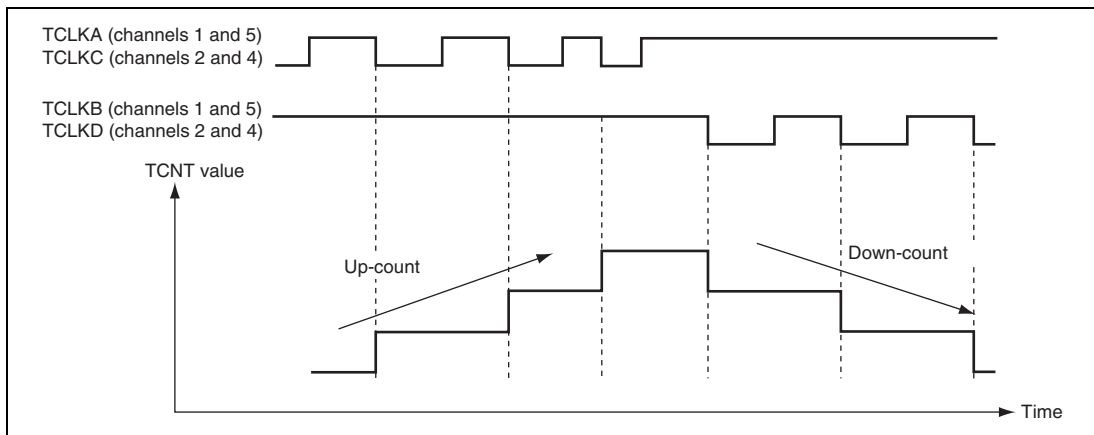 TCLKA (channels 1 and 5)
TCLKC (channels 2 and 4)
TCLKB (channels 1 and 5)
TCLKD (channels 2 and 4)
TCNT value
Up-count
Down-count
Time